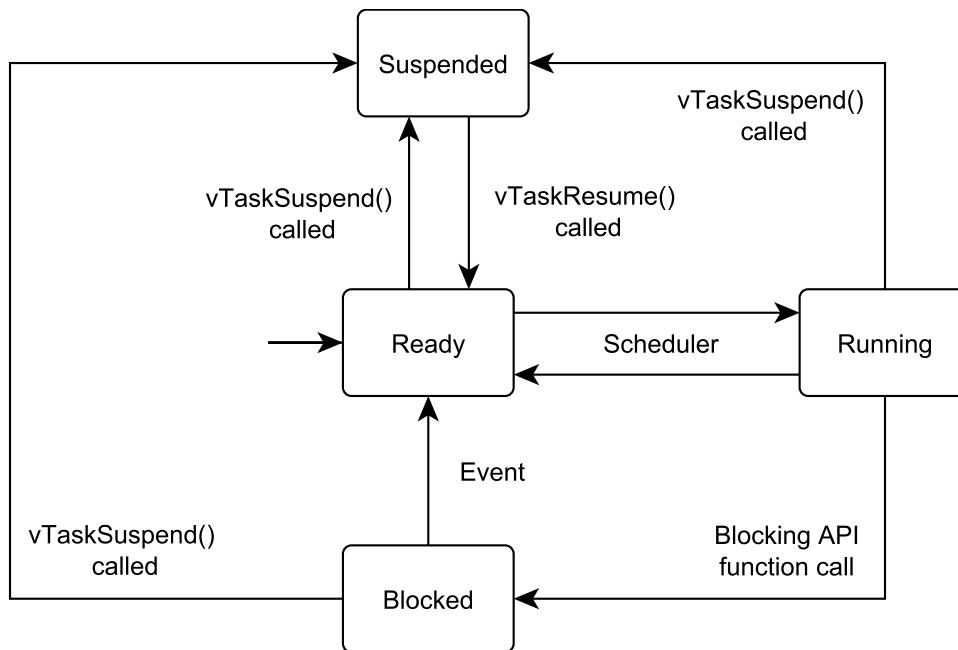 Suspended
vTaskSuspend()
called
vTaskSuspend()
called
vTaskResume()
called
Ready
Scheduler
Running
Event
vTaskSuspend()
called
Blocking API
function call
Blocked